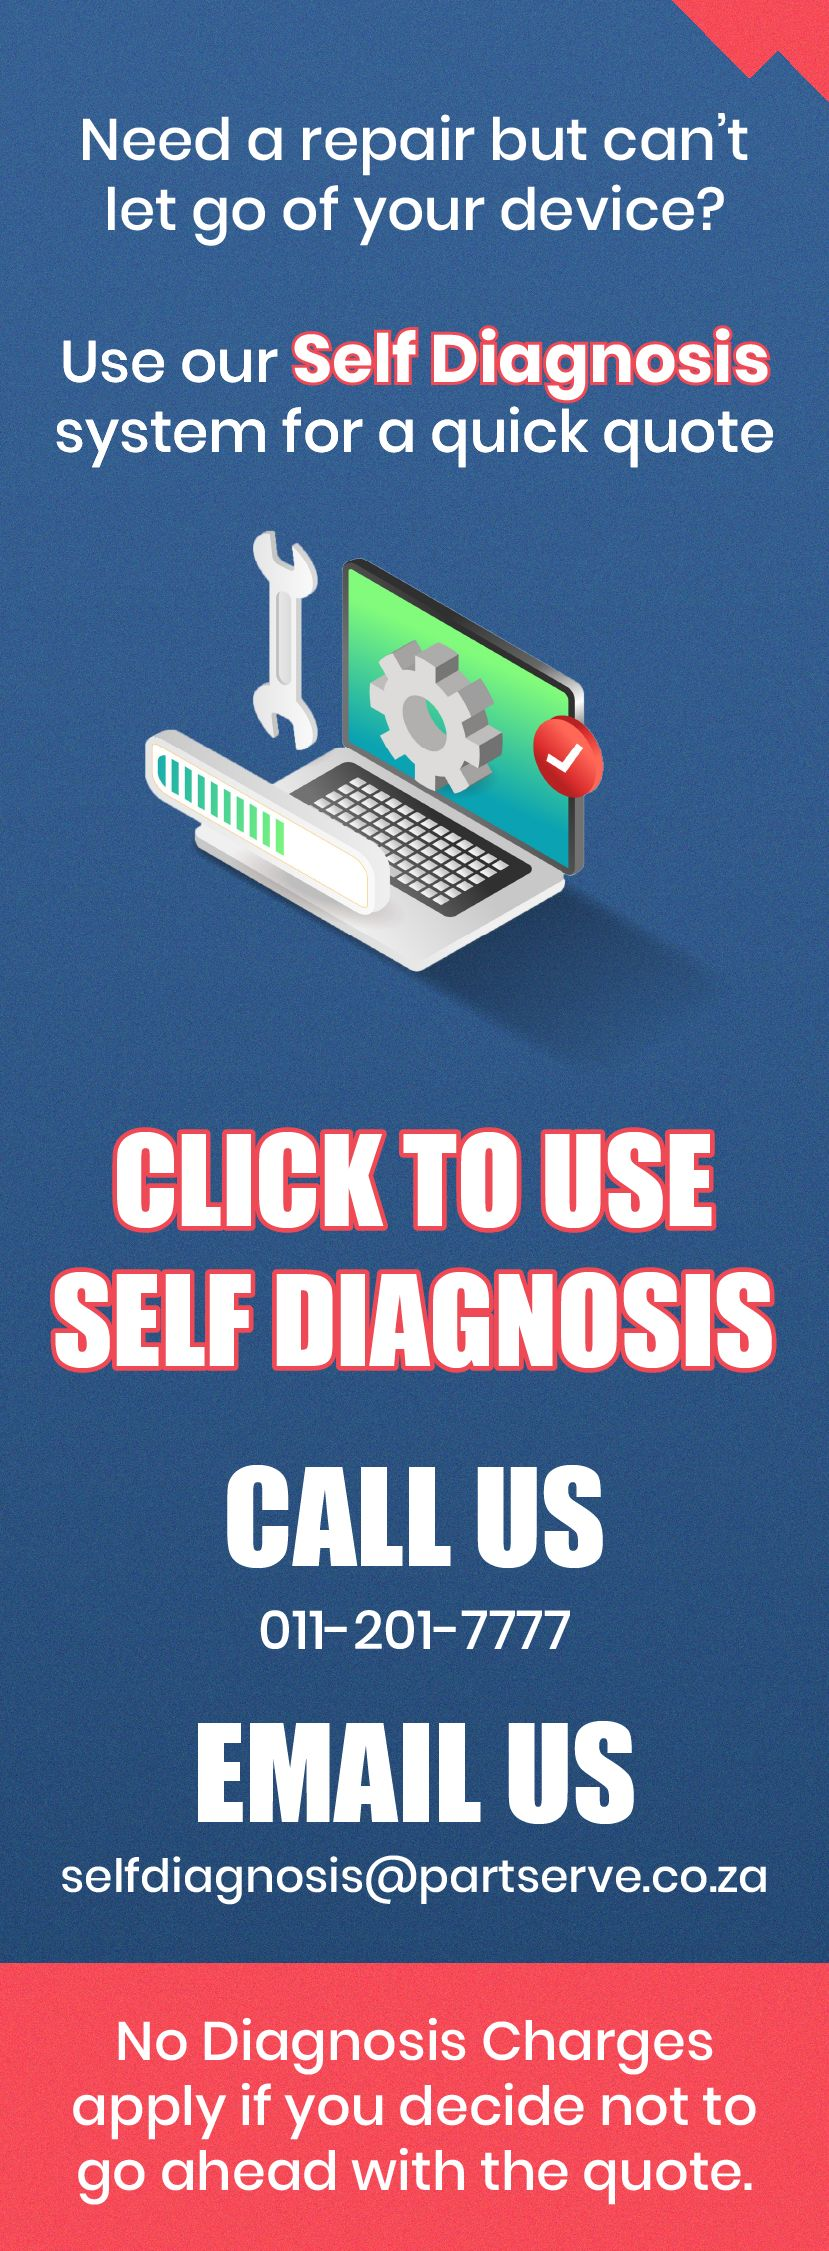 Need a repair but can’t
let go of your device?
Use our Self Diagnosis
system for a quick quote
CLICK TO USE
SELF DIAGNOSIS
CALL US
011-201-7777
EMAIL US
selfdiagnosis@partserve.co.za
No Diagnosis Charges
apply if you decide not to
go ahead with the quote.